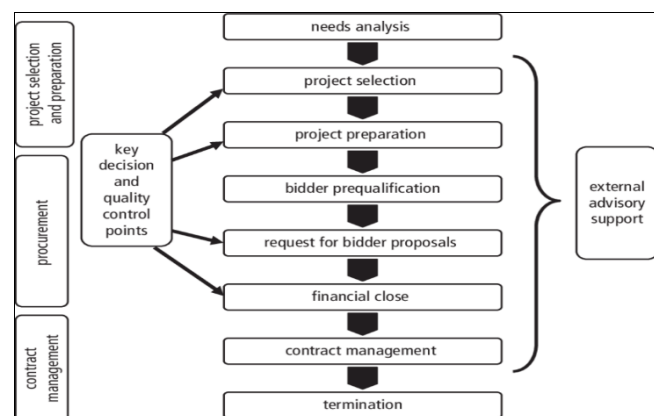 needs analysis
project selection
and preparation
project selection
project preparation
key
decision
and
quality
control
points
bidder prequalification
external
advisory
support
procurement
request for bidder proposals
financial close
contract management
contract
management
termination